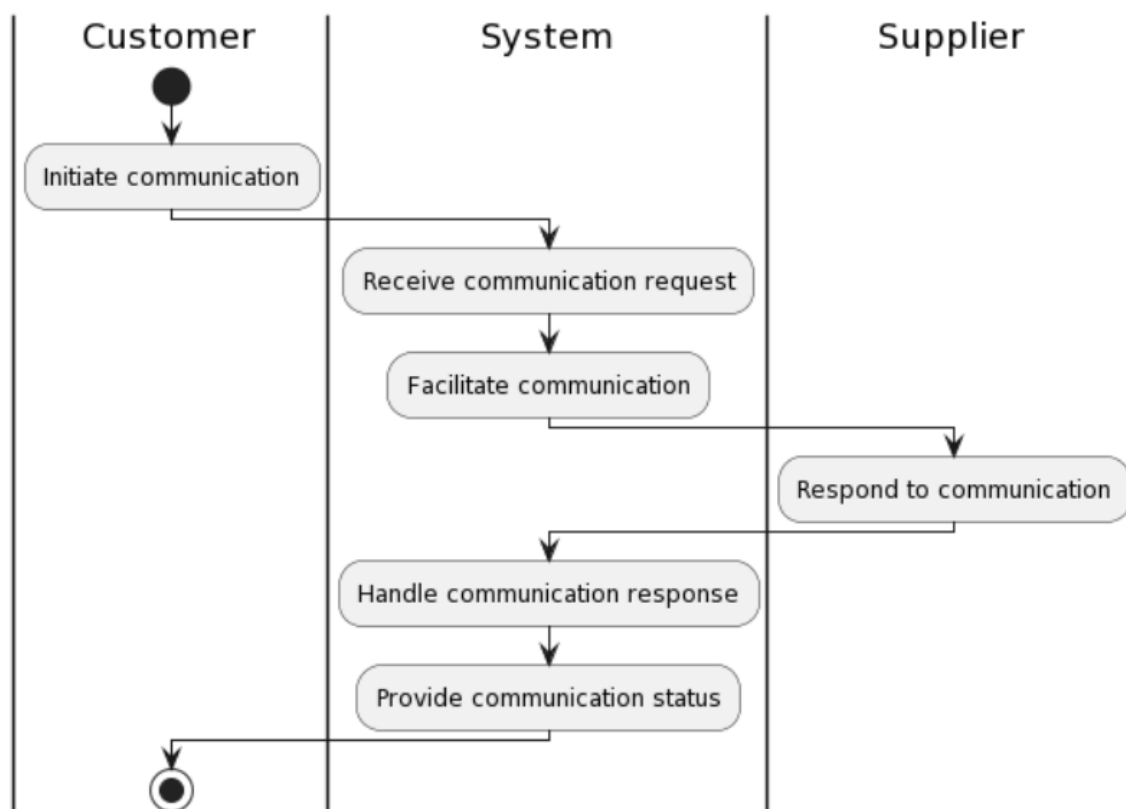 Customer
System
Supplier
Initiate communication
Receive communication request
Facilitate communication
Respond to communication
Handle communication response
Provide communication status